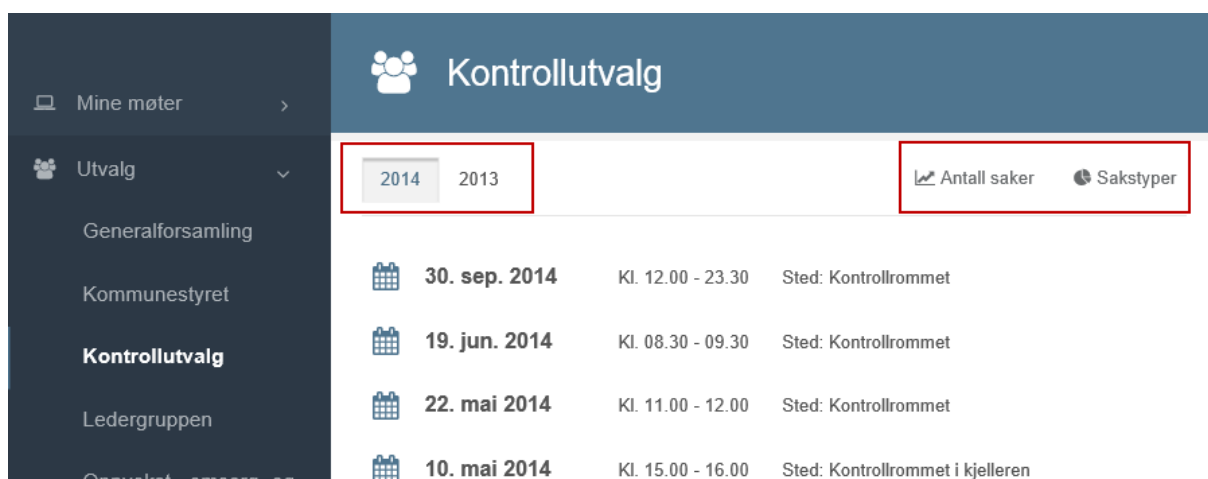 Mine møter
Utvalg
Generalforsamling
Kommunestyret
Kontrollutvalg
Ledergruppen
Kontrollutvalg
2014 2013
Antall saker Sakstyper
30. sep. 2014 Kl. 12.00 - 23.30 Sted: Kontrollrommet
19. jun. 2014 Kl. 08.30 - 09.30 Sted: Kontrollrommet
22. mai 2014 Kl. 11.00 - 12.00 Sted: Kontrollrommet
10. mai 2014 Kl. 15.00 - 16.00 Sted: Kontrollrommet i kjelleren